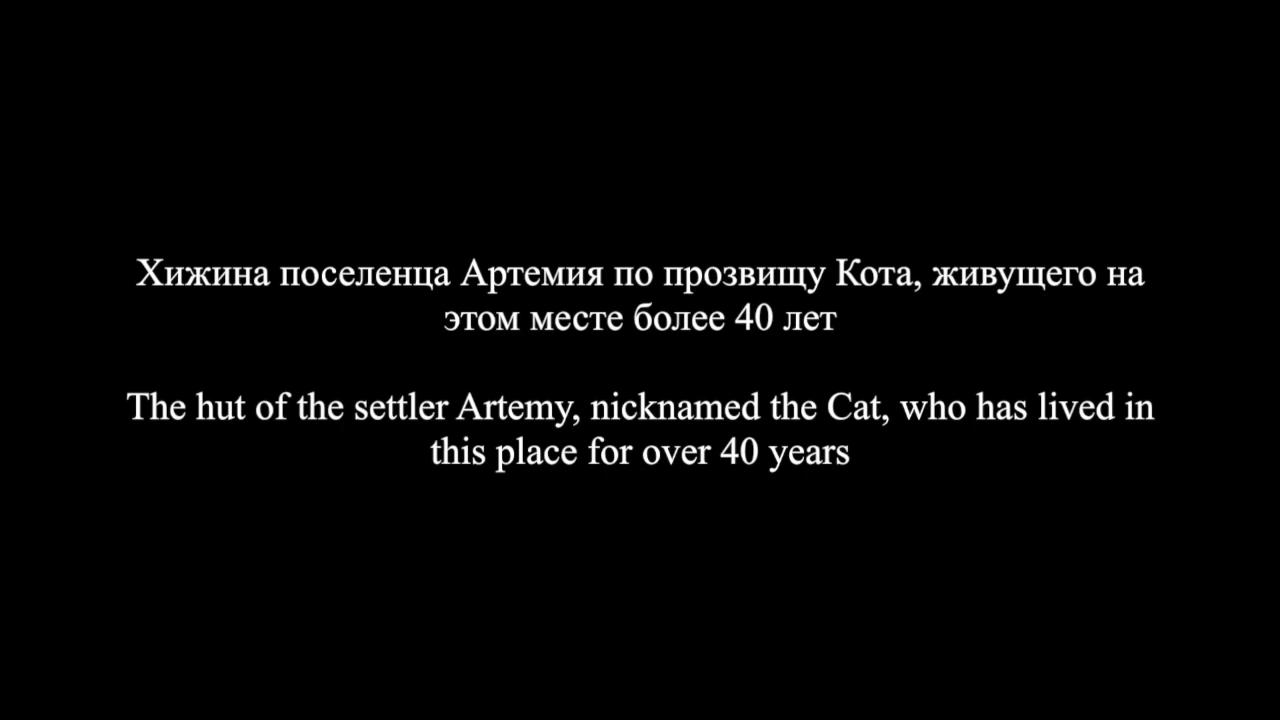 Хижина поселенца Артемия по прозвищу Кота, живущего на
этом месте более 40 лет
The hut of the settler Artemy, nicknamed the Cat, who has lived in
this place for over 40 years